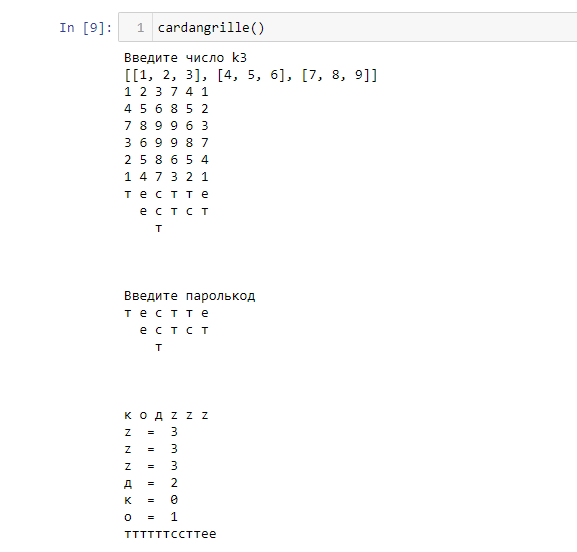 In [9]: 1 cardangrille()
Введите число k3
[[1, 2, 3], [4, 5, 6], [7, 8, 9]]
1 2 3 7 4 1
4 5 6 8 5 2
7 8 9 9 6 3
3 6 9 9 8 7
2 5 8 6 5 4
1 4 7 3 2 1
т е с т т е
е с т с т
т
Введите паролькод
т е с т т е
е с т с т
т
к о д z z z
z = 3
z = 3
z = 3
д = 2
к = 0
о = 1
ттттттссттее